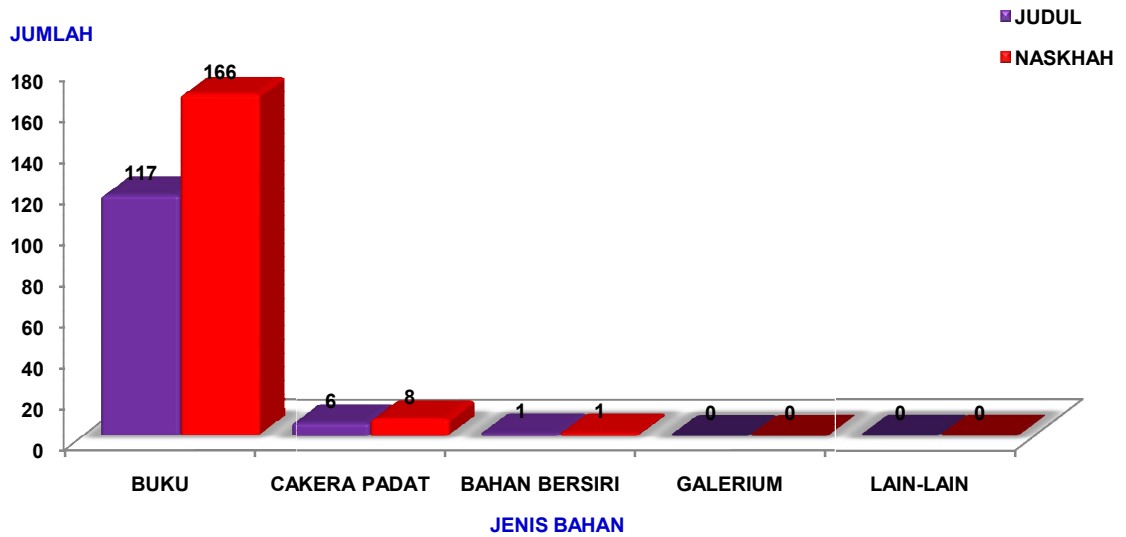 JUDUL
NASKHAH
JUMLAH
180
160
140
120
100
80
60
40
20
0
117
166
6
8
1
1
0
0
0
0
BUKU
CAKERA PADAT
BAHAN BERSIRI
GALERIUM
LAIN-LAIN
JENIS BAHAN